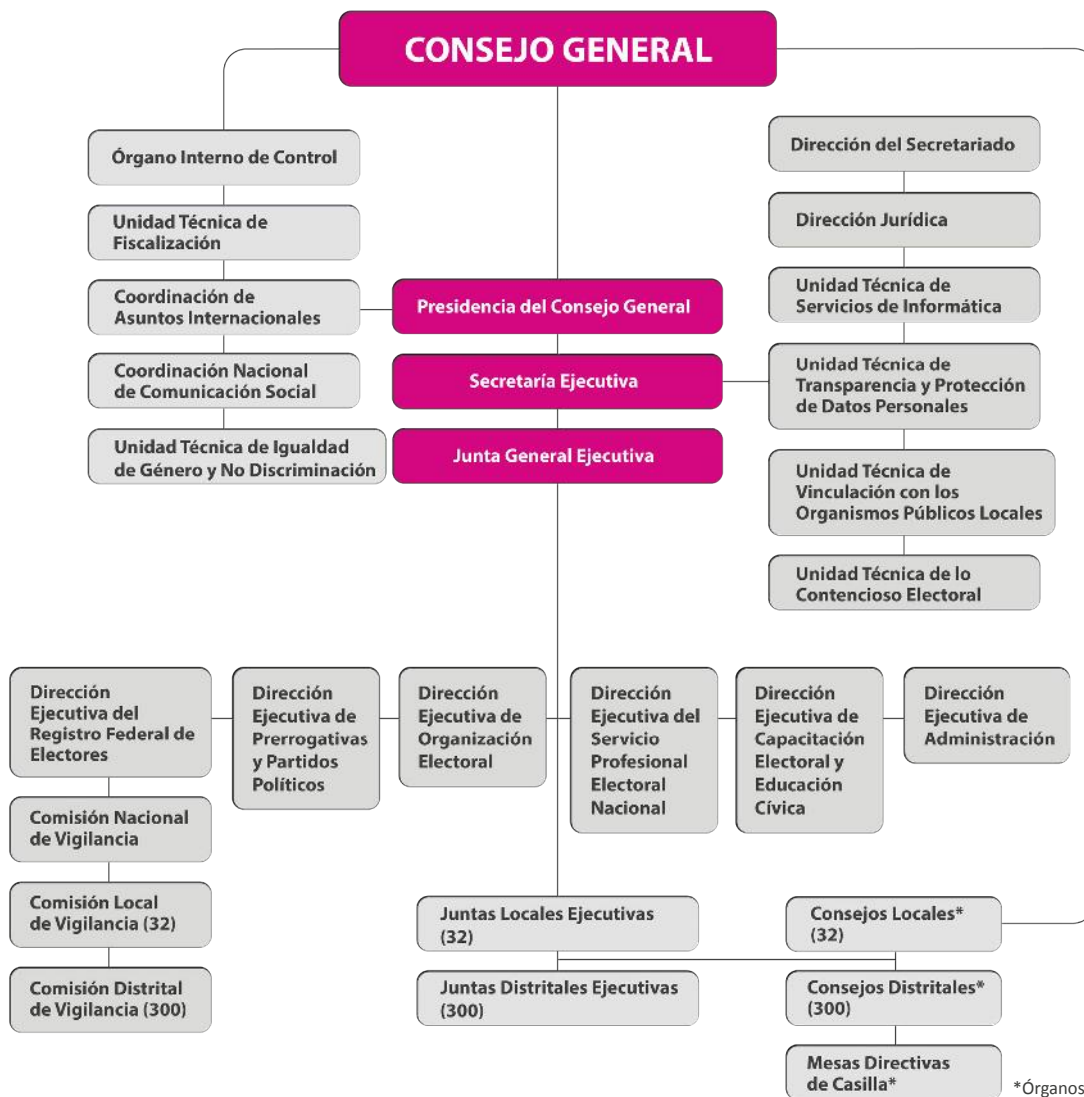 CONSEJO GENERAL
Órgano Interno de Control
Unidad Técnica de
Fiscalización
Coordinación de
Asuntos Internacionales
Coordinación Nacional
de Comunicación Social
Unidad Técnica de Igualdad
de Género y No Discriminación
Presidencia del Consejo General
Secretaría Ejecutiva
Junta General Ejecutiva
Dirección del Secretariado
Dirección Jurídica
Unidad Técnica de
Servicios de Informática
Unidad Técnica de
Transparencia y Protección
de Datos Personales
Unidad Técnica de
Vinculación con los
Organismos Públicos Locales
Unidad Técnica de lo
Contencioso Electoral
Dirección
Ejecutiva del
Registro Federal de
Electores
Dirección
Ejecutiva de
Prerrogativas
y Partidos
Políticos
Dirección
Ejecutiva de
Organización
Electoral
Dirección
Ejecutiva del
Servicio
Profesional
Electoral
Nacional
Dirección
Ejecutiva de
Capacitación
Electoral y
Educación
Cívica
Dirección
Ejecutiva de
Administración
Comisión Nacional
de Vigilancia
Comisión Local
de Vigilancia (32)
Comisión Distrital
de Vigilancia (300)
Juntas Locales Ejecutivas
(32)
Juntas Distritales Ejecutivas
(300)
Consejos Locales*
(32)
Consejos Distritales*
(300)
Mesas Directivas
de Casilla*
*Órganos